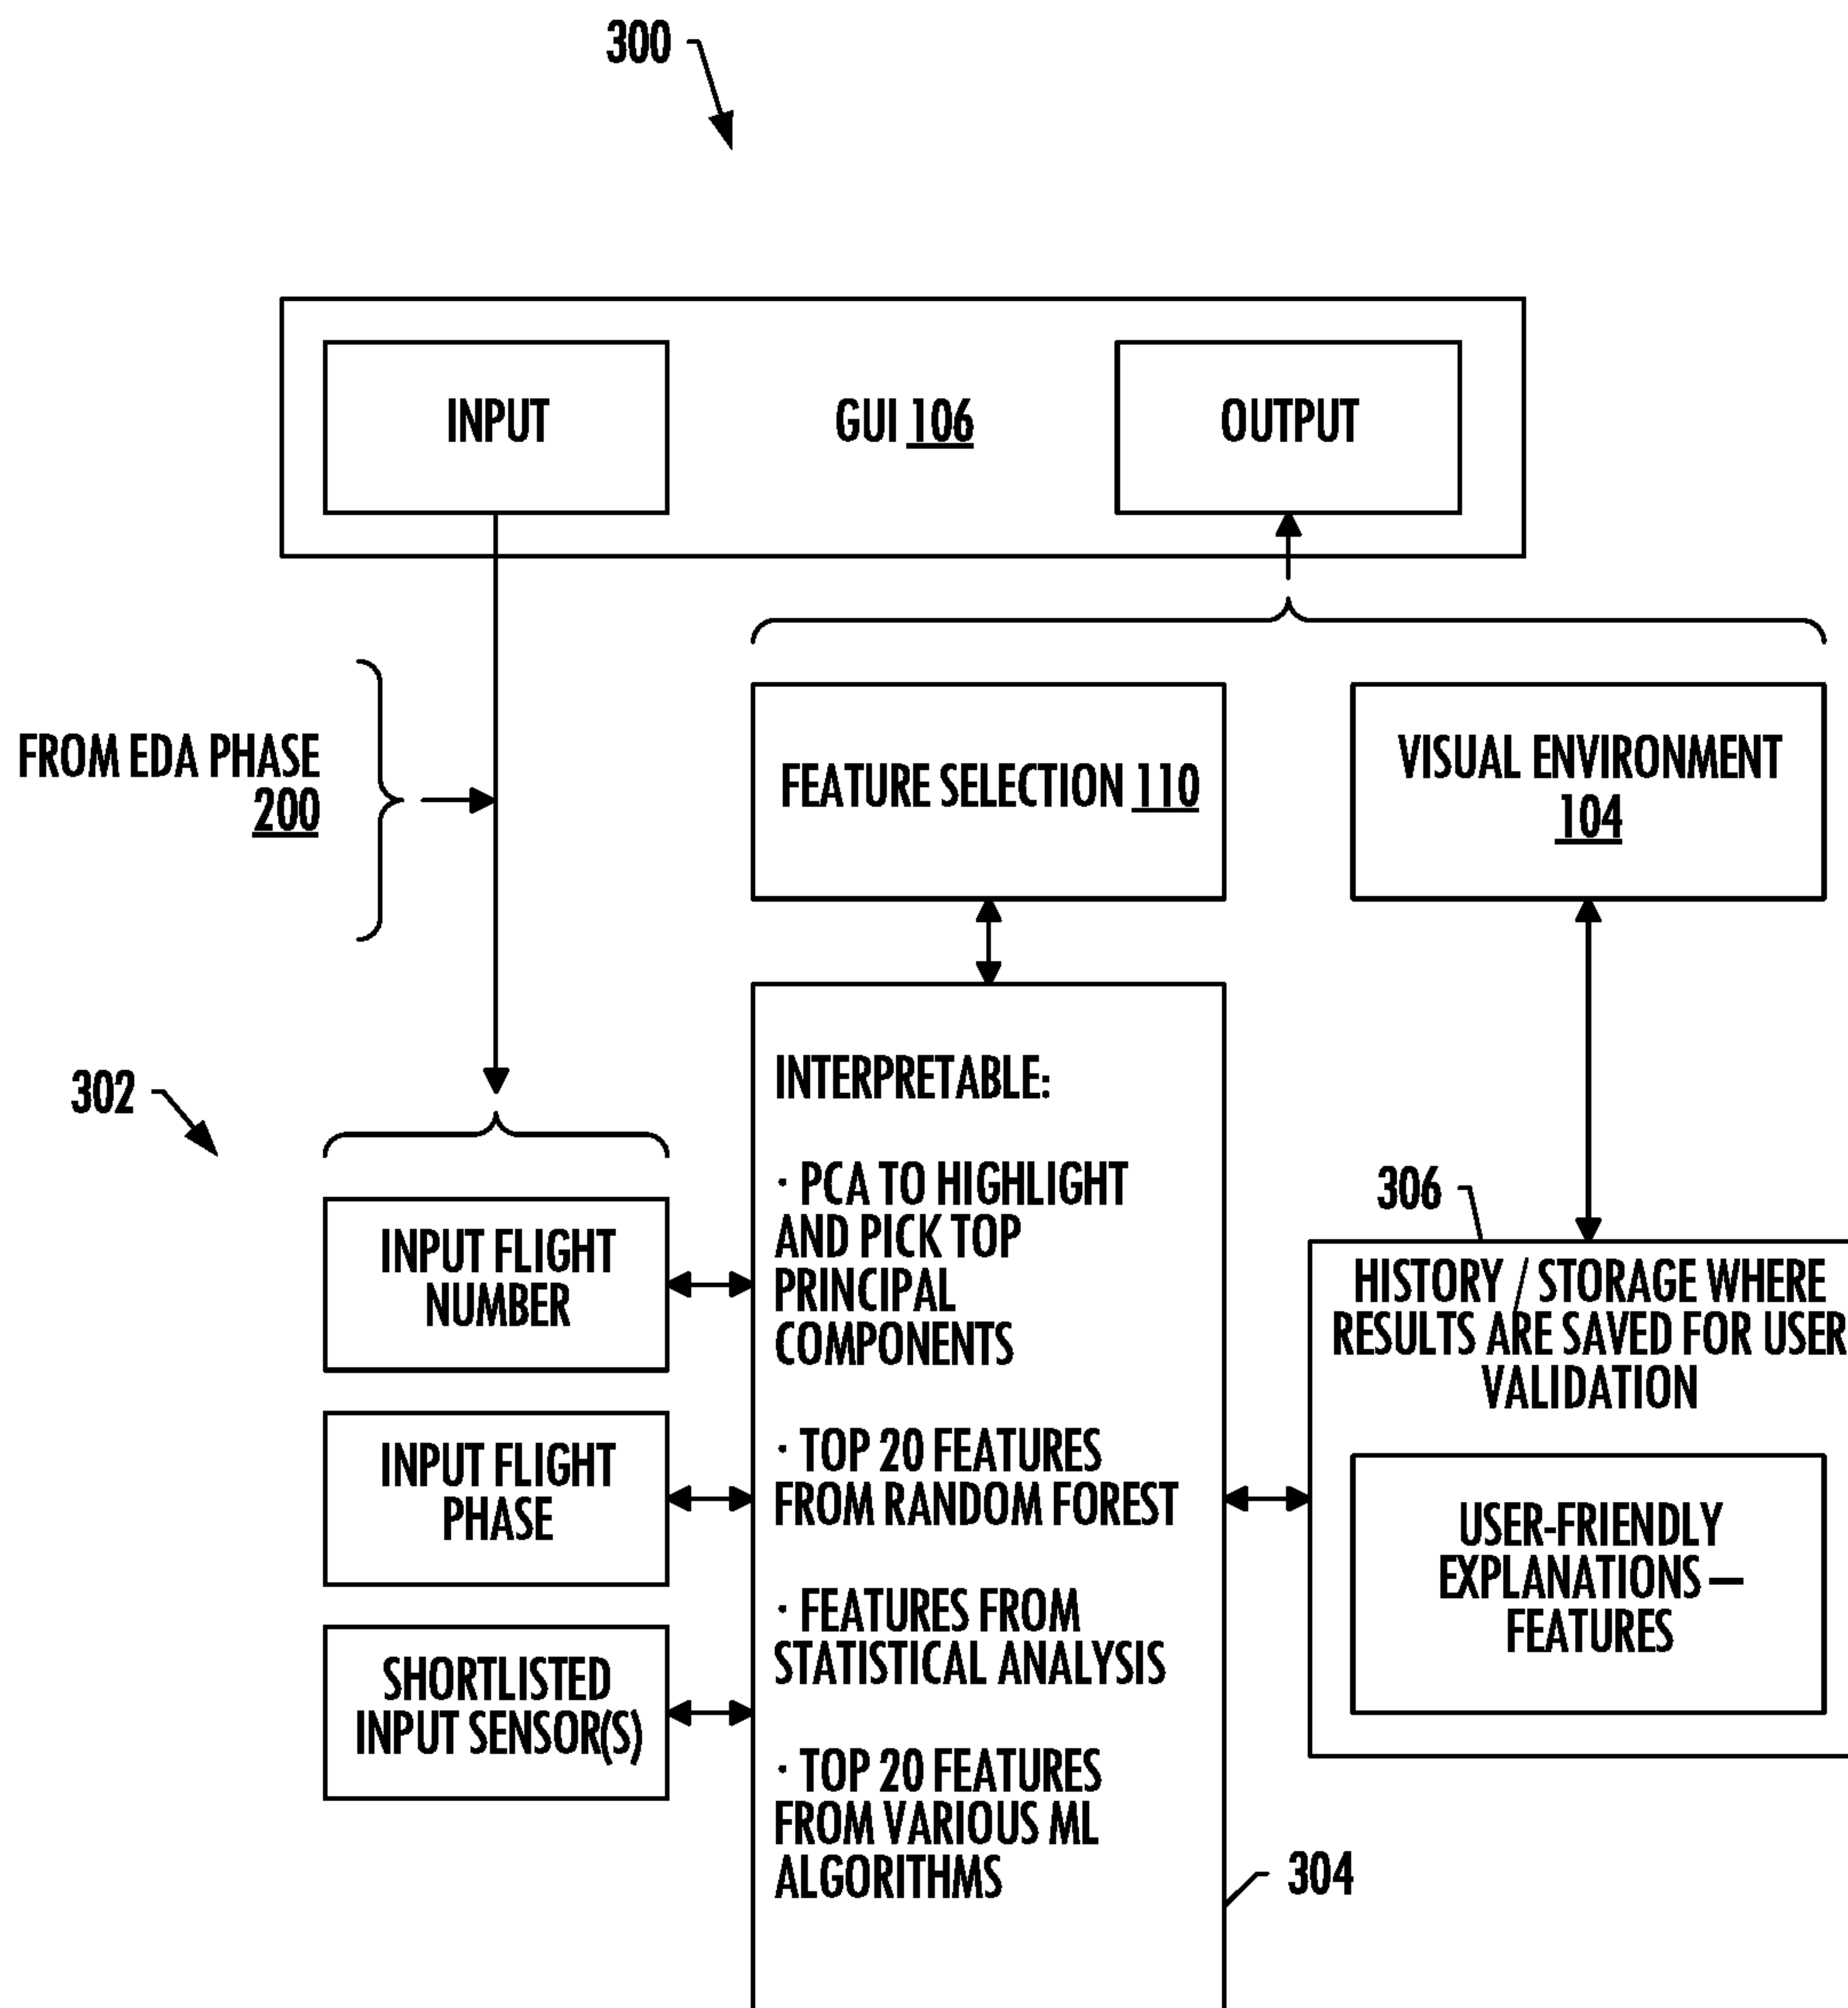 300
INPUT
GUI 106
OUTPUT
FROM EDA PHASE
200
FEATURE SELECTION 110
VISUAL ENVIRONMENT
104
302
INPUT FLIGHT
NUMBER
INPUT FLIGHT
PHASE
SHORTLISTED
INPUT SENSOR(S)
INTERPRETABLE:
· PCA TO HIGHLIGHT
AND PICK TOP
PRINCIPAL
COMPONENTS
· TOP 20 FEATURES
FROM RANDOM FOREST
· FEATURES FROM
STATISTICAL ANALYSIS
· TOP 20 FEATURES
FROM VARIOUS ML
ALGORITHMS
304
306
HISTORY / STORAGE WHERE
RESULTS ARE SAVED FOR USER
VALIDATION
USER-FRIENDLY
EXPLANATIONS —
FEATURES